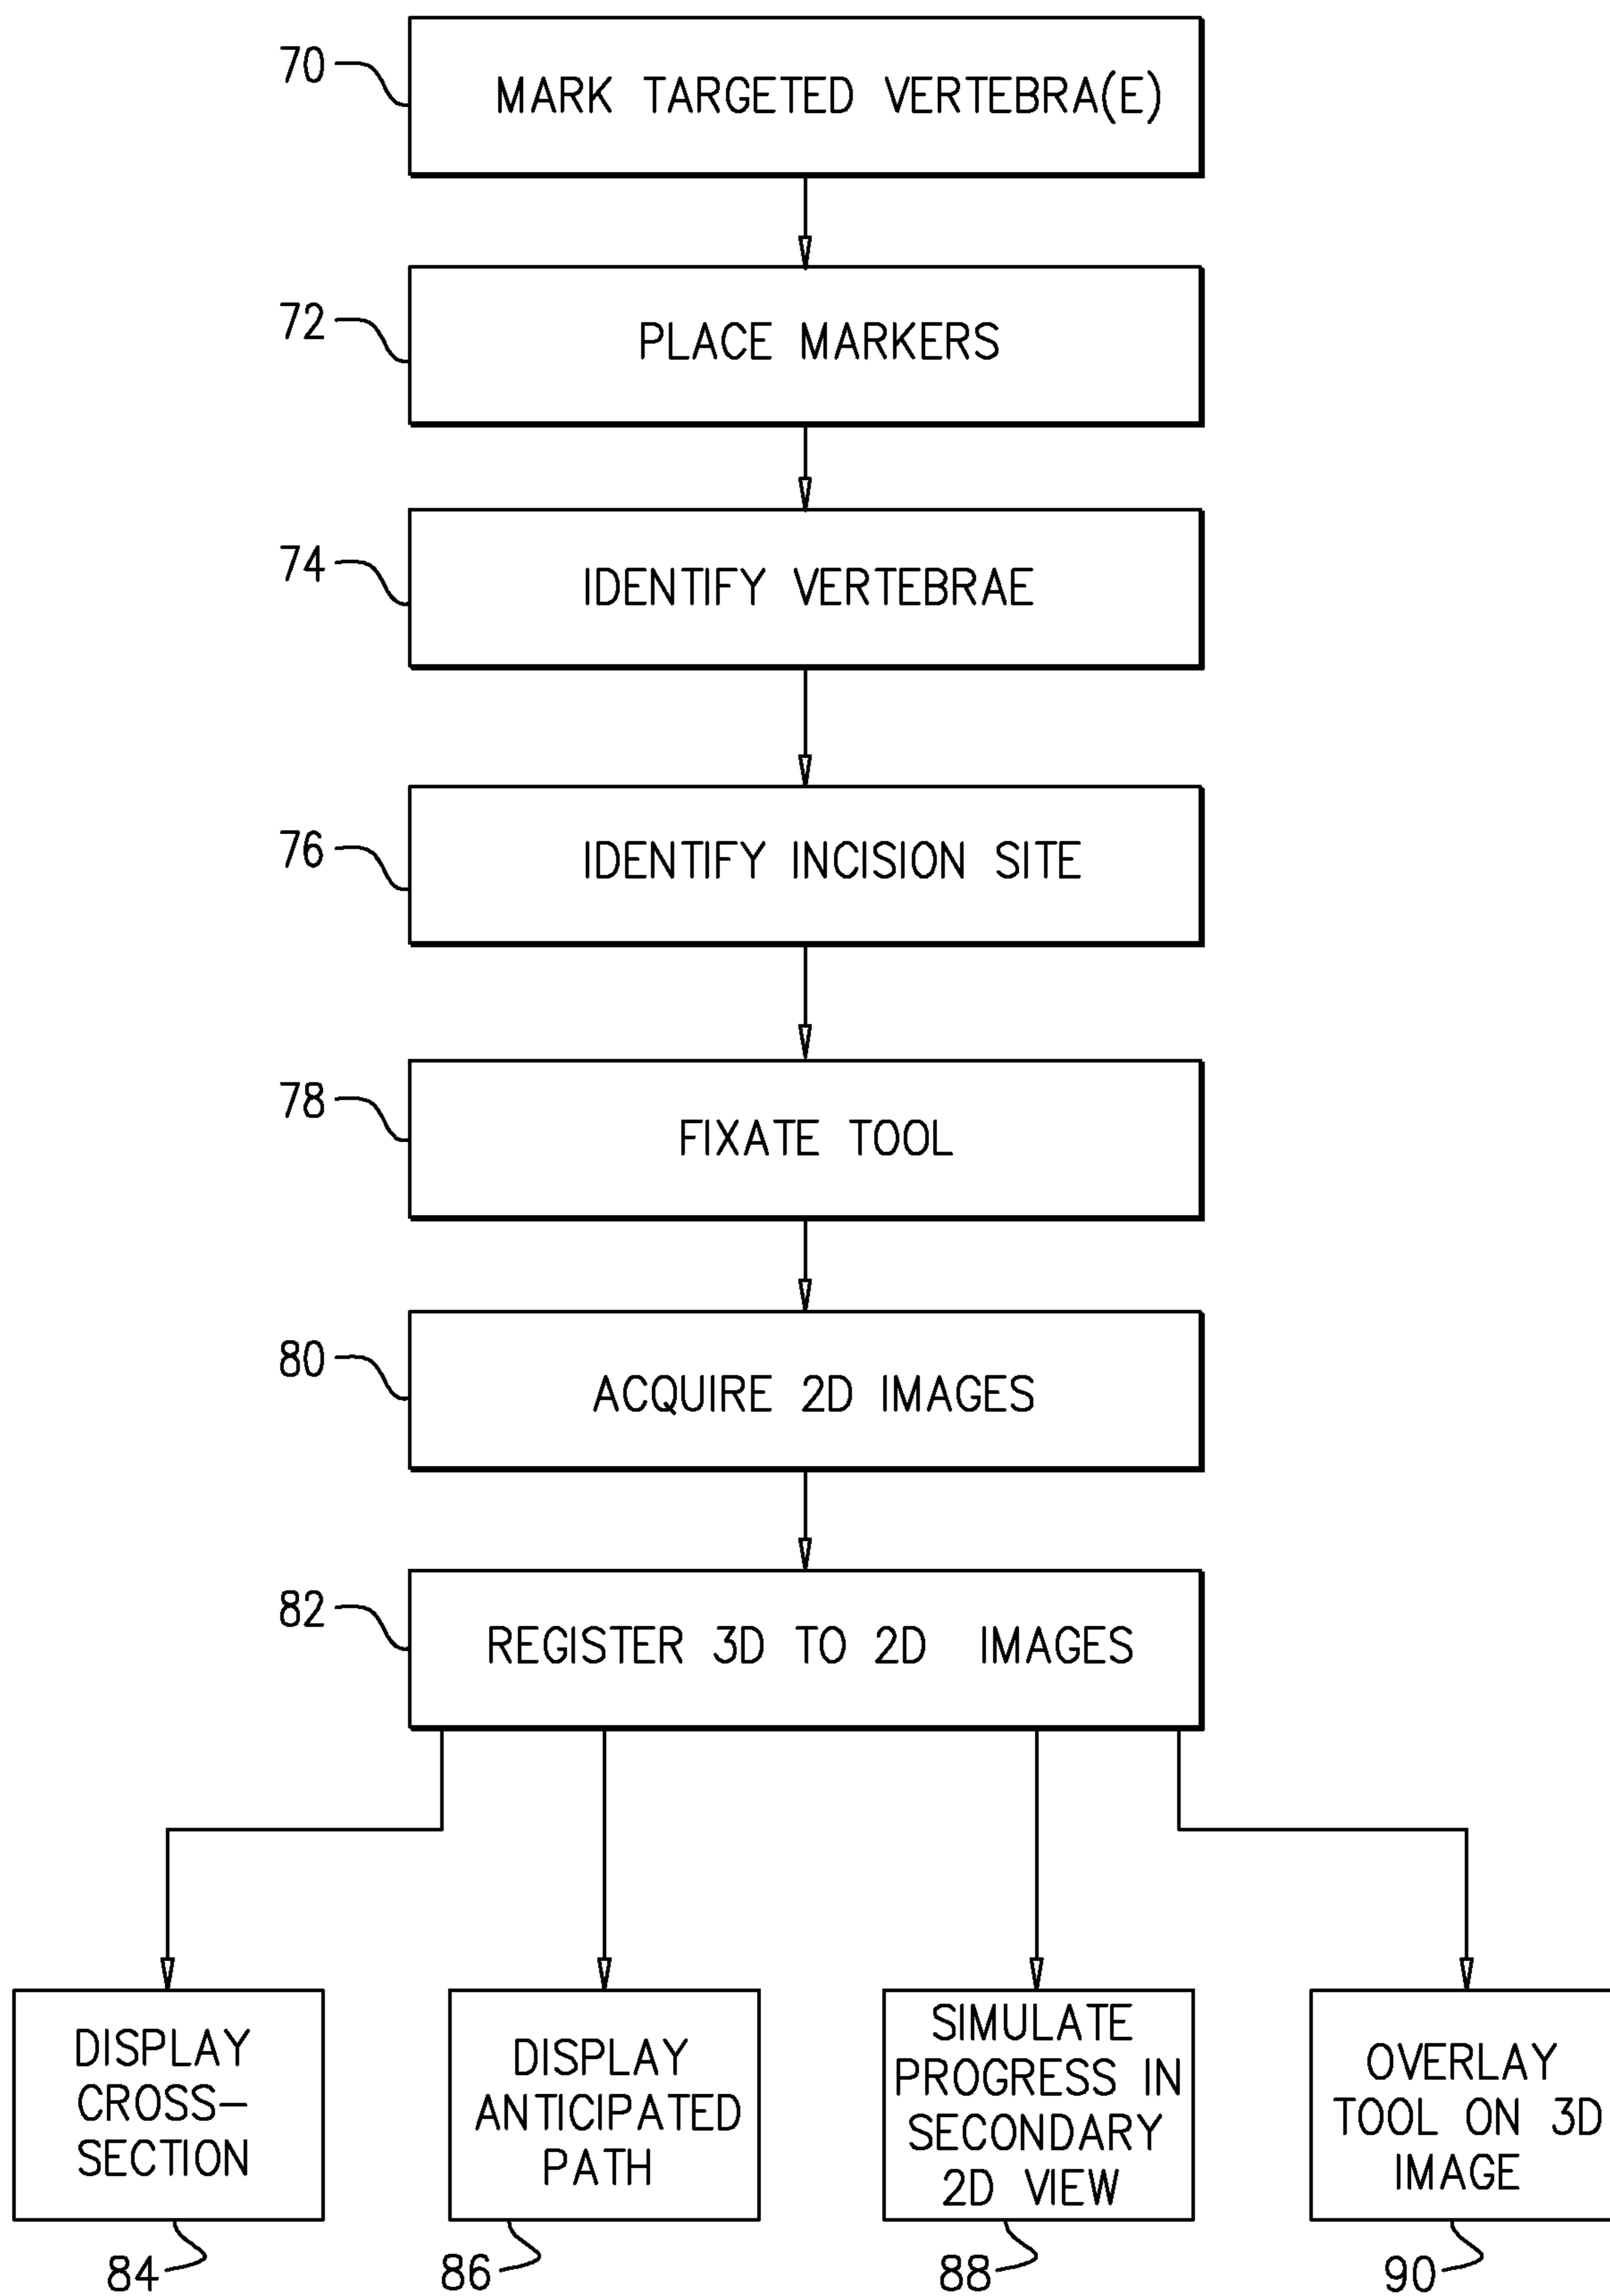 70
MARK TARGETED VERTEBRA(E)
72
PLACE MARKERS
74
IDENTIFY VERTEBRAE
76
IDENTIFY INCISION SITE
78
FIXATE TOOL
80
ACQUIRE 2D IMAGES
82
REGISTER 3D TO 2D IMAGES
DISPLAY
CROSS-
SECTION
84
DISPLAY
ANTICIPATED
PATH
86
SIMULATE
PROGRESS IN
SECONDARY
2D VIEW
88
OVERLAY
TOOL ON 3D
IMAGE
90